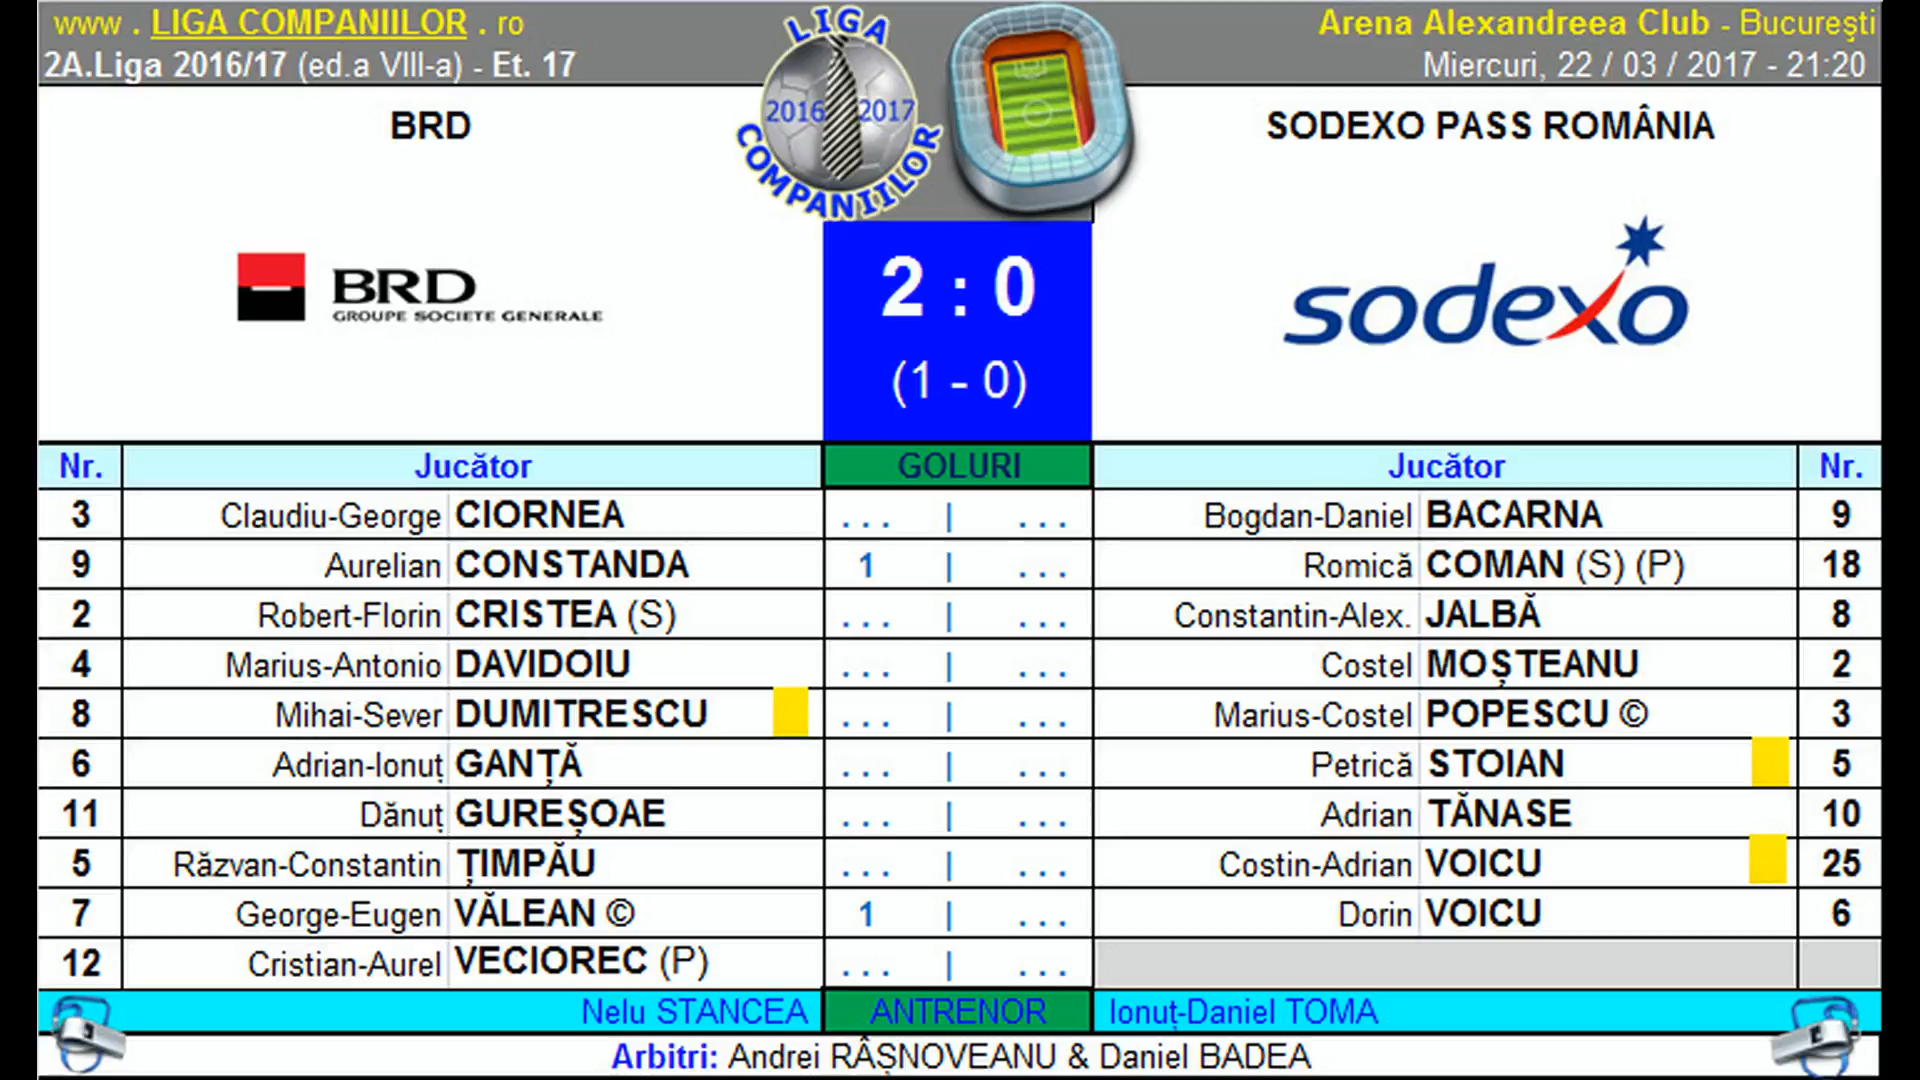 www . LIGA COMPANIILOR . ro
Arena Alexandreea Club - Bucureşti
2A.Liga 2016/17 (ed.a VIII-a) - Et. 17
Miercuri, 22 / 03 / 2017 - 21:20
LIGA
2016 2017
COMPANIILOR
BRD
SODEXO PASS ROMÂNIA
BRD
GROUPE SOCIETE GENERALE
2 : 0
(1 - 0)
sodexo
Nr. Jucător GOLURI Jucător Nr.
3 Claudiu-George CIORNEA ... | ... Bogdan-Daniel BACARNA 9
9 Aurelian CONSTANDA 1 | ... Romică COMAN (S) (P) 18
2 Robert-Florin CRISTEA (S) ... | ... Constantin-Alex. JALBĂ 8
4 Marius-Antonio DAVIDOIU ... | ... Costel MOȘTEANU 2
8 Mihai-Sever DUMITRESCU ... | ... Marius-Costel POPESCU © 3
6 Adrian-Ionuț GANȚĂ ... | ... Petrică STOIAN 5
11 Dănuț GUREȘOAE ... | ... Adrian TĂNASE 10
5 Răzvan-Constantin ȚIMPĂU ... | ... Costin-Adrian VOICU 25
7 George-Eugen VĂLEAN © 1 | ... Dorin VOICU 6
12 Cristian-Aurel VECIOREC (P) ... | ...
Nelu STANCEA ANTRENOR Ionuț-Daniel TOMA
Arbitri: Andrei RÂȘNOVEANU & Daniel BADEA